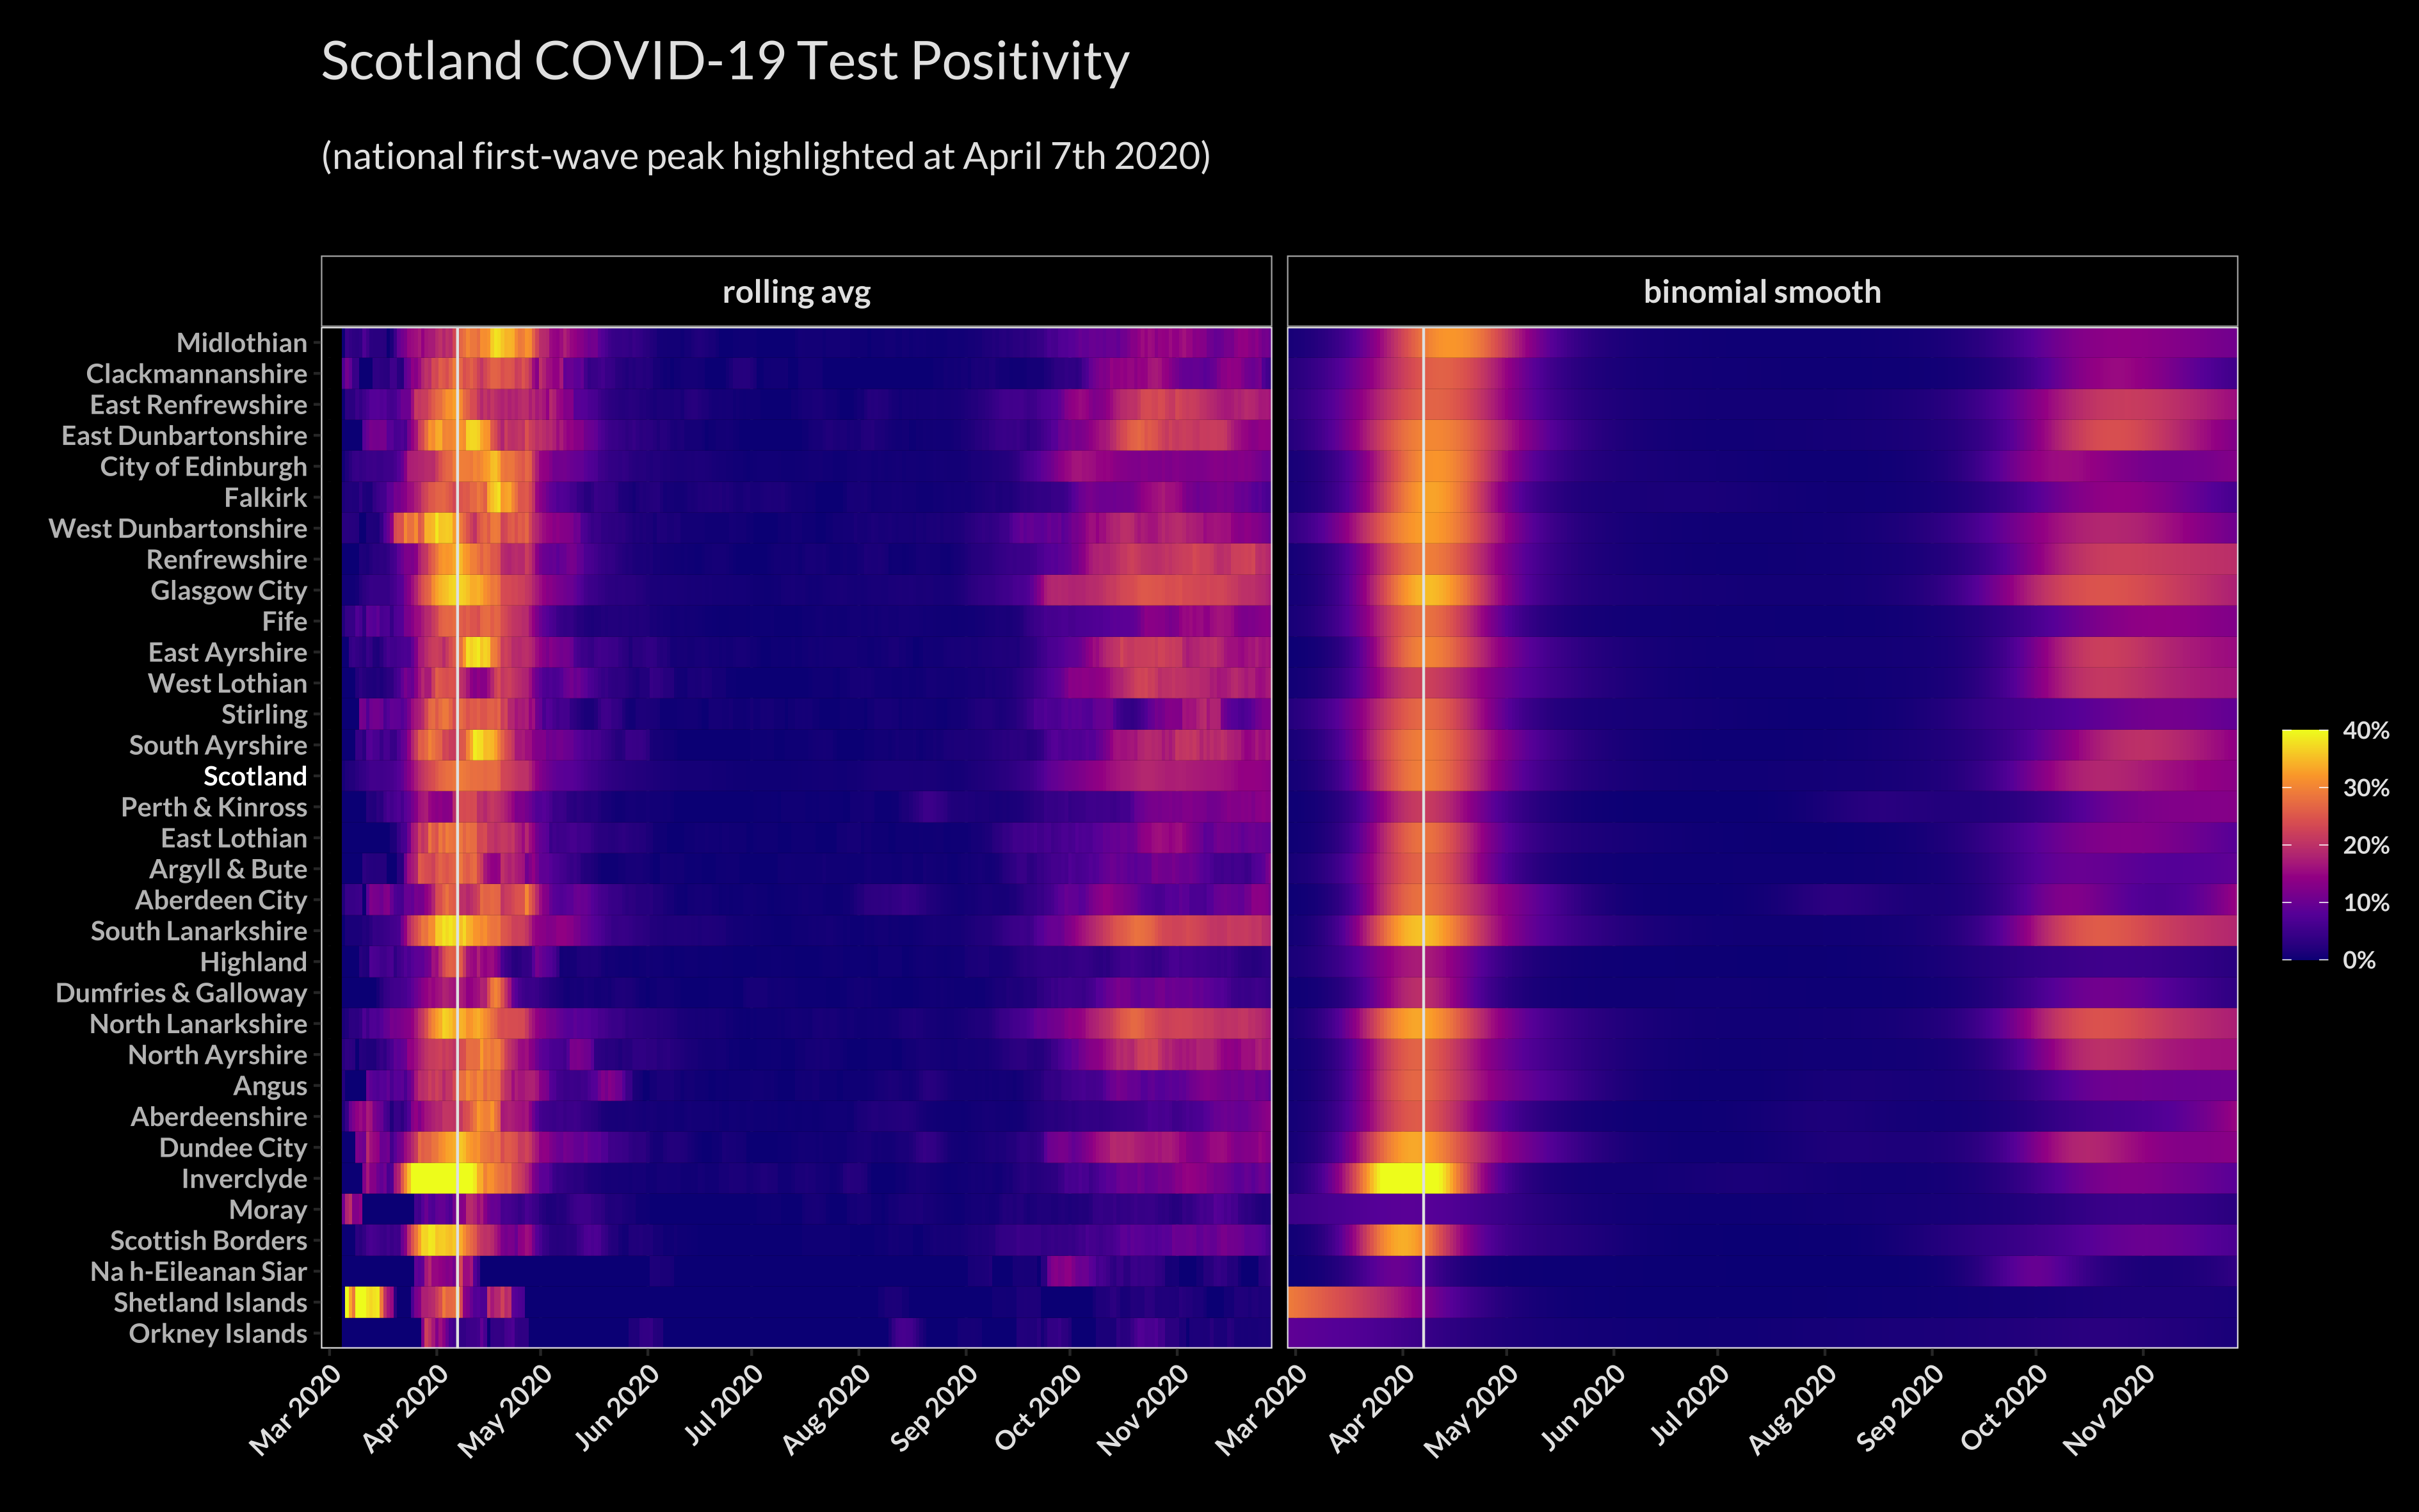 Scotland COVID-19 Test Positivity
(national first-wave peak highlighted at April 7th 2020)
rolling avg
binomial smooth
Midlothian
Clackmannanshire
East Renfrewshire
East Dunbartonshire
City of Edinburgh
Falkirk
West Dunbartonshire
Renfrewshire
Glasgow City
Fife
East Ayrshire
West Lothian
Stirling
South Ayrshire
Scotland
Perth & Kinross
East Lothian
Argyll & Bute
Aberdeen City
South Lanarkshire
Highland
Dumfries & Galloway
North Lanarkshire
North Ayrshire
Angus
Aberdeenshire
Dundee City
Inverclyde
Moray
Scottish Borders
Na h-Eileanan Siar
Shetland Islands
Orkney Islands
Mar 2020
Apr 2020
May 2020
Jun 2020
Jul 2020
Aug 2020
Sep 2020
Oct 2020
Nov 2020
Mar 2020
Apr 2020
May 2020
Jun 2020
Jul 2020
Aug 2020
Sep 2020
Oct 2020
Nov 2020
40%
30%
20%
10%
0%